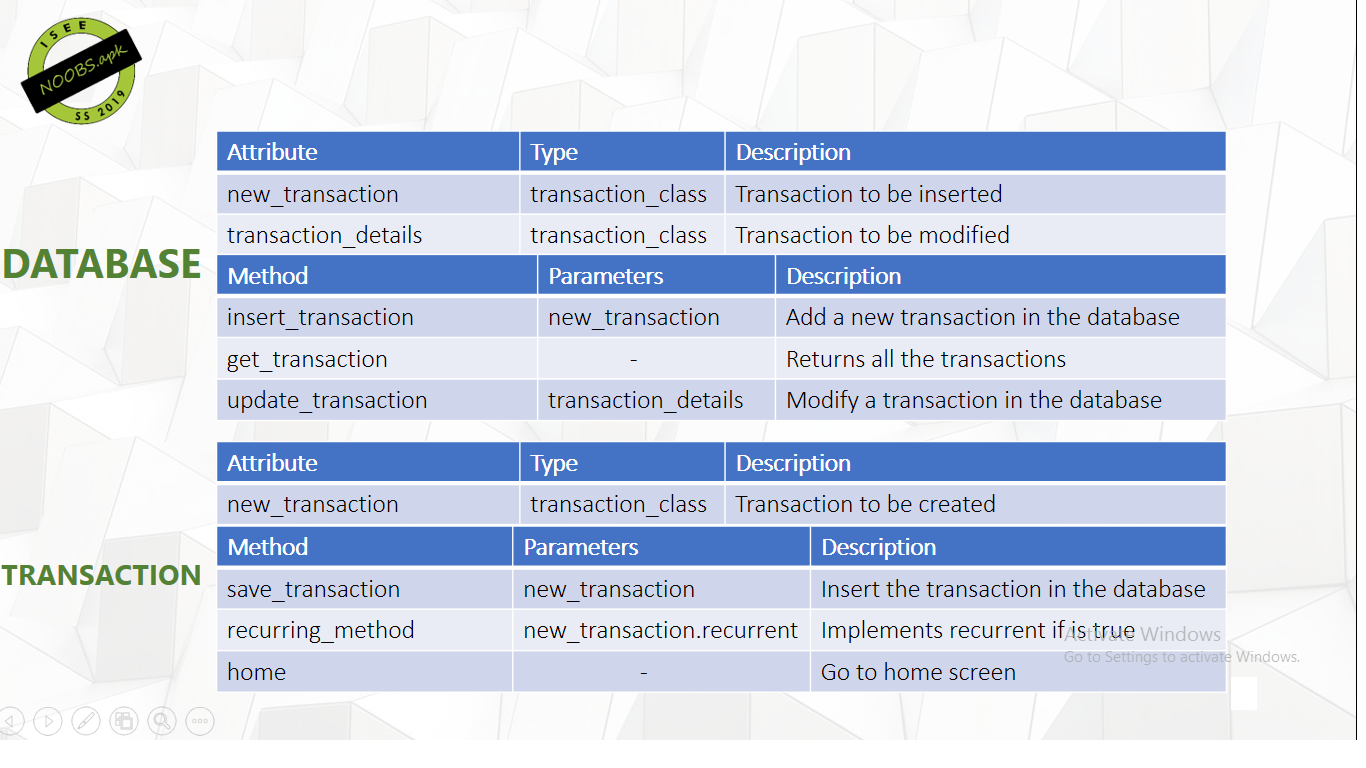 ISEE
NOOBS.apk
SS 2019
DATABASE
Attribute Type Description
new_transaction transaction_class Transaction to be inserted
transaction_details transaction_class Transaction to be modified
Method Parameters Description
insert_transaction new_transaction Add a new transaction in the database
get_transaction - Returns all the transactions
update_transaction transaction_details Modify a transaction in the database
TRANSACTION
Attribute Type Description
new_transaction transaction_class Transaction to be created
Method Parameters Description
save_transaction new_transaction Insert the transaction in the database
recurring_method new_transaction.recurrent Implements recurrent if is true
home - Go to home screen
Activate Windows
Go to Settings to activate Windows.